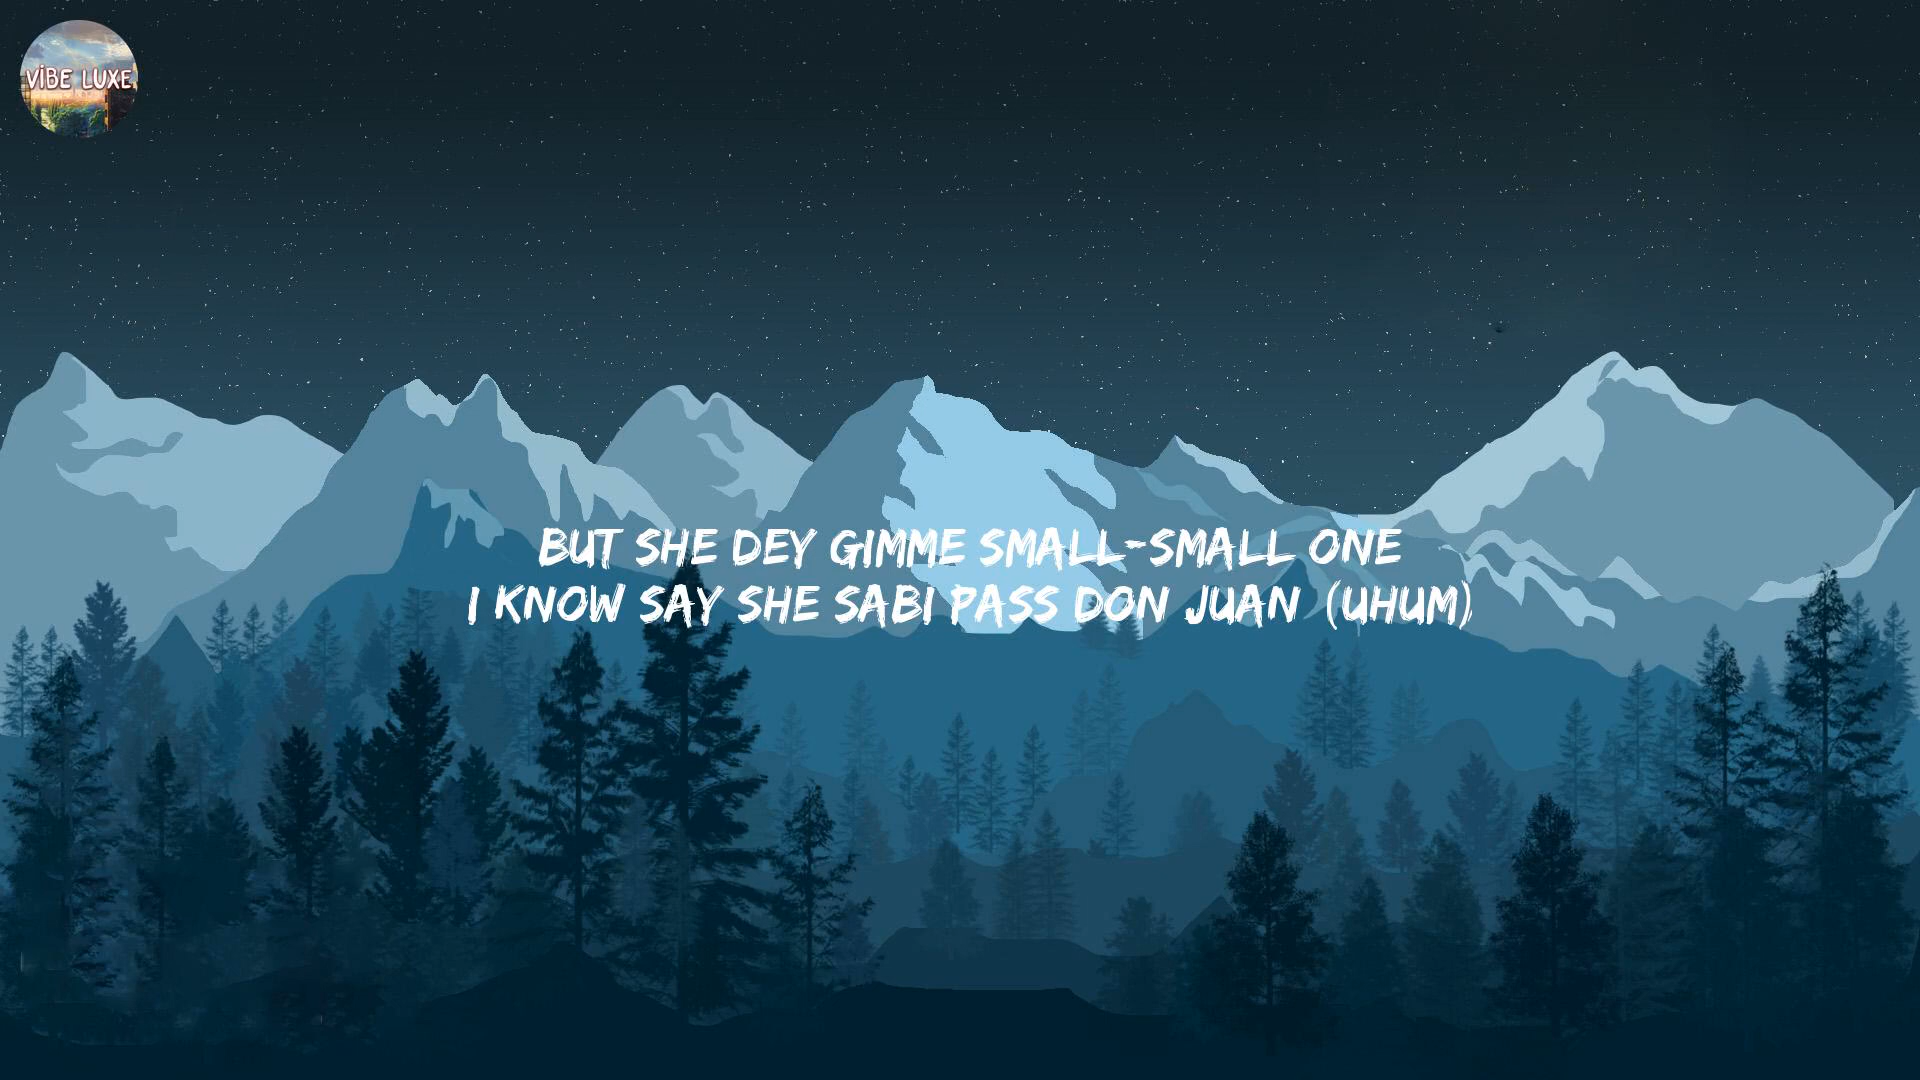 VIBE LUXE
BUT SHE DEY GIMME SMALL-SMALL ONE
I KNOW SAY SHE SABI PASS DON JUAN (UHUM)